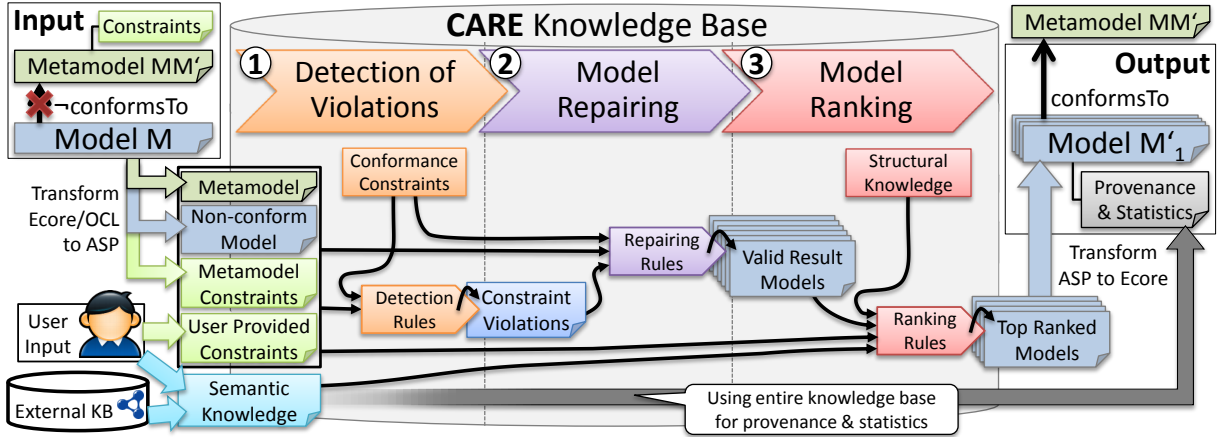 Input
Constraints
Metamodel MM‘
¬conformsTo
Model M
Transform
Ecore/OCL
to ASP
User
Input
External KB
CARE Knowledge Base
1
Detection of
Violations
2
Model
Repairing
3
Model
Ranking
Metamodel
Non-conform
Model
Metamodel
Constraints
User Provided
Constraints
Semantic
Knowledge
Conformance
Constraints
Detection
Rules
Constraint
Violations
Repairing
Rules
Valid Result
Models
Structural
Knowledge
Ranking
Rules
Top Ranked
Models
Using entire knowledge base
for provenance & statistics
Metamodel MM‘
Output
conformsTo
Model M‘1
Provenance
& Statistics
Transform
ASP to Ecore